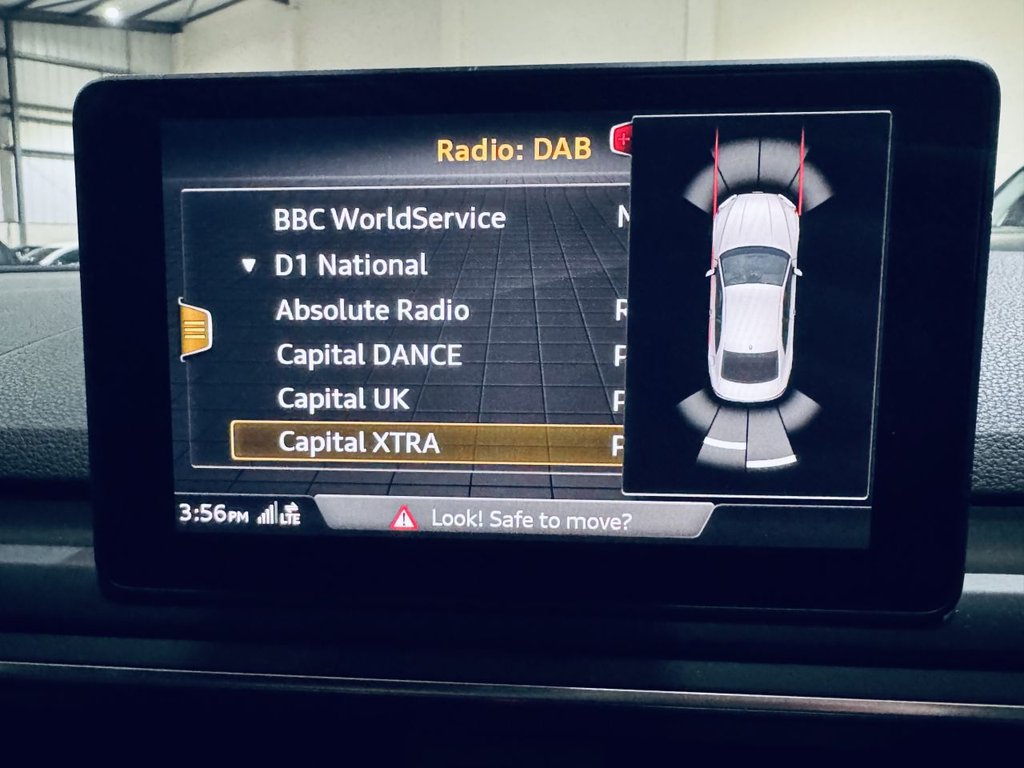 Radio: DAB
BBC WorldService
D1 National
Absolute Radio
Capital DANCE
Capital UK
Capital XTRA
3:56PM LTE
Look! Safe to move?